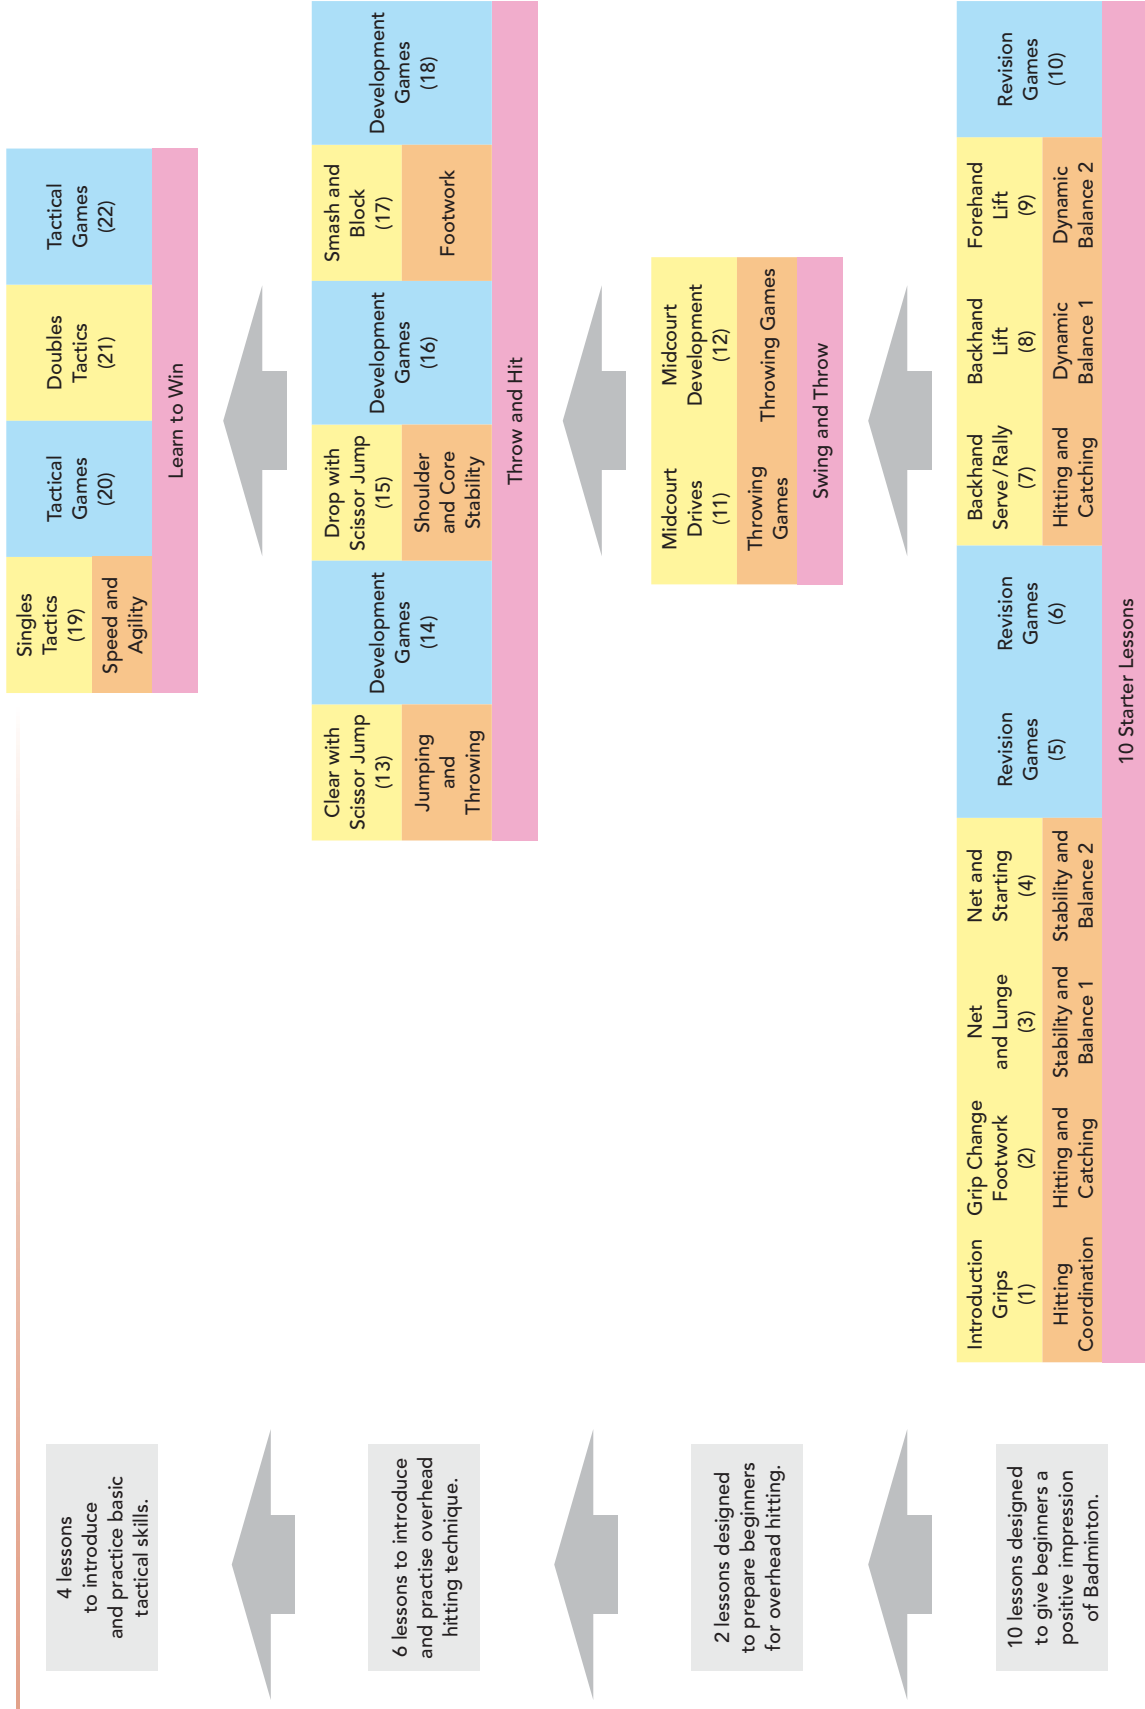 4 lessons
to introduce
and practice basic
tactical skills.
Singles
Tactics
(19)
Speed and
Agility
Tactical
Games
(20)
Doubles
Tactics
(21)
Tactical
Games
(22)
Learn to Win
6 lessons to introduce
and practise overhead
hitting technique.
Clear with
Scissor Jump
(13)
Jumping
and
Throwing
Development
Games
(14)
Drop with
Scissor Jump
(15)
Shoulder
and Core
Stability
Development
Games
(16)
Smash and
Block
(17)
Footwork
Development
Games
(18)
Throw and Hit
2 lessons designed
to prepare beginners
for overhead hitting.
Midcourt
Drives
(11)
Throwing
Games
Midcourt
Development
(12)
Throwing Games
Swing and Throw
10 lessons designed
to give beginners a
positive impression
of Badminton.
Introduction
Grips
(1)
Hitting
Coordination
Grip Change
Footwork
(2)
Hitting and
Catching
Net
and Lunge
(3)
Stability and
Balance 1
Net and
Starting
(4)
Stability and
Balance 2
Revision
Games
(5)
Revision
Games
(6)
Backhand
Serve / Rally
(7)
Hitting and
Catching
Backhand
Lift
(8)
Dynamic
Balance 1
Forehand
Lift
(9)
Dynamic
Balance 2
Revision
Games
(10)
10 Starter Lessons